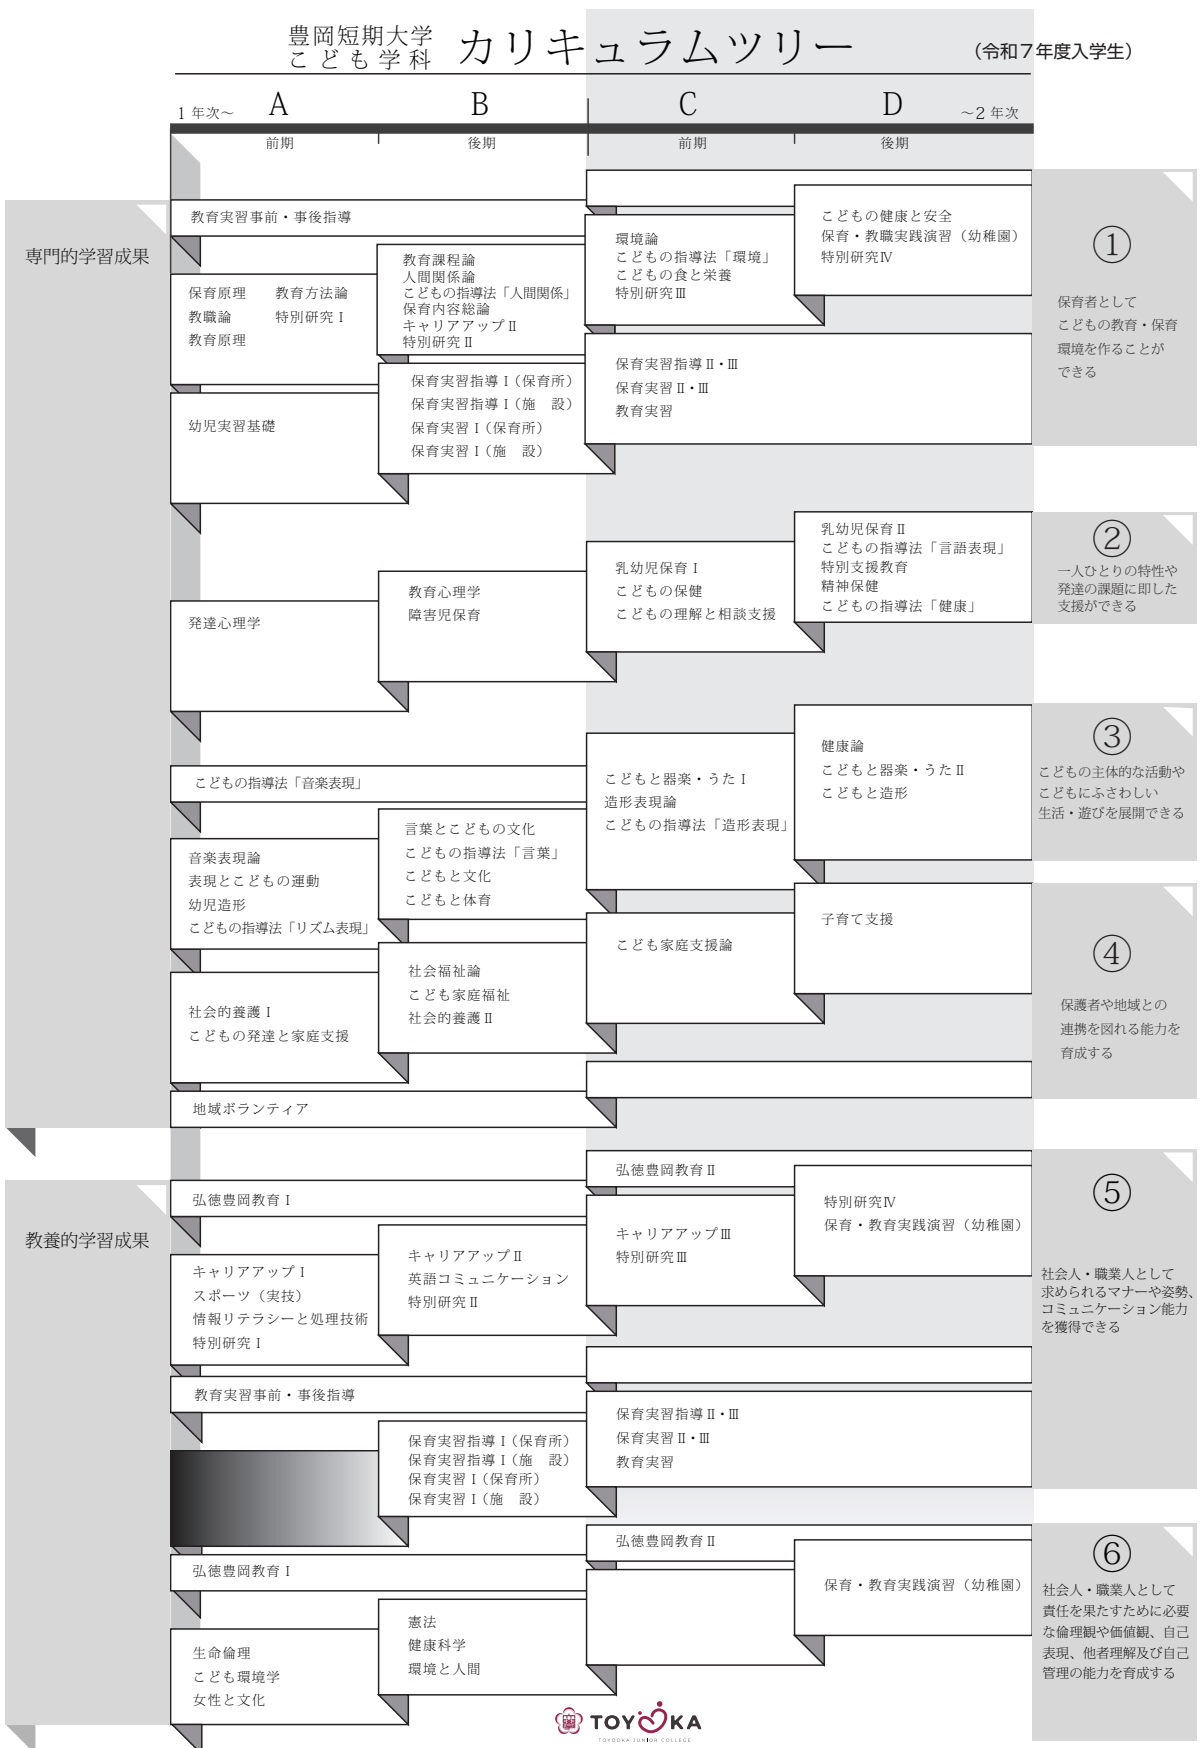 豊岡短期大学
こども学科
カリキュラムツリー
(令和７年度入学生)
1 年次～
A
B
C
D
～2 年次
前期
後期
前期
後期
専門的学習成果
教育実習事前・事後指導
保育原理　教育方法論
教職論　特別研究Ⅰ
教育原理
幼児実習基礎
教育課程論
人間関係論
こどもの指導法「人間関係」
保育内容総論
キャリアアップⅡ
特別研究Ⅱ
保育実習指導Ⅰ(保育所)
保育実習指導Ⅰ(施　設)
保育実習Ⅰ(保育所)
保育実習Ⅰ(施　設)
環境論
こどもの指導法「環境」
こどもの食と栄養
特別研究Ⅲ
保育実習指導Ⅱ・Ⅲ
保育実習Ⅱ・Ⅲ
教育実習
こどもの健康と安全
保育・教職実践演習（幼稚園）
特別研究Ⅳ
①
保育者として
こどもの教育・保育
環境を作ることが
できる
発達心理学
教育心理学
障害児保育
乳幼児保育Ⅰ
こどもの保健
こどもの理解と相談支援
乳幼児保育Ⅱ
こどもの指導法「言語表現」
特別支援教育
精神保健
こどもの指導法「健康」
②
一人ひとりの特性や
発達の課題に即した
支援ができる
こどもの指導法「音楽表現」
音楽表現論
表現とこどもの運動
幼児造形
こどもの指導法「リズム表現」
言葉とこどもの文化
こどもの指導法「言葉」
こどもと文化
こどもと体育
こどもと器楽・うたⅠ
造形表現論
こどもの指導法「造形表現」
健康論
こどもと器楽・うたⅡ
こどもと造形
③
こどもの主体的な活動や
こどもにふさわしい
生活・遊びを展開できる
社会的養護Ⅰ
こどもの発達と家庭支援
社会福祉論
こども家庭福祉
社会的養護Ⅱ
こども家庭支援論
子育て支援
④
保護者や地域との
連携を図れる能力を
育成する
地域ボランティア
教養的学習成果
弘徳豊岡教育Ⅰ
弘徳豊岡教育Ⅱ
キャリアアップⅠ
スポーツ（実技）
情報リテラシーと処理技術
特別研究Ⅰ
キャリアアップⅡ
英語コミュニケーション
特別研究Ⅱ
キャリアアップⅢ
特別研究Ⅲ
特別研究Ⅳ
保育・教育実践演習（幼稚園）
⑤
社会人・職業人として
求められるマナーや姿勢、
コミュニケーション能力
を獲得できる
教育実習事前・事後指導
保育実習指導Ⅰ(保育所)
保育実習指導Ⅰ(施　設)
保育実習Ⅰ(保育所)
保育実習Ⅰ(施　設)
保育実習指導Ⅱ・Ⅲ
保育実習Ⅱ・Ⅲ
教育実習
弘徳豊岡教育Ⅰ
弘徳豊岡教育Ⅱ
生命倫理
こども環境学
女性と文化
憲法
健康科学
環境と人間
保育・教育実践演習（幼稚園）
⑥
社会人・職業人として
責任を果たすために必要
な倫理観や価値観、自己
表現、他者理解及び自己
管理の能力を育成する
TOYOOKA
TOYOOKA JUNIOR COLLEGE